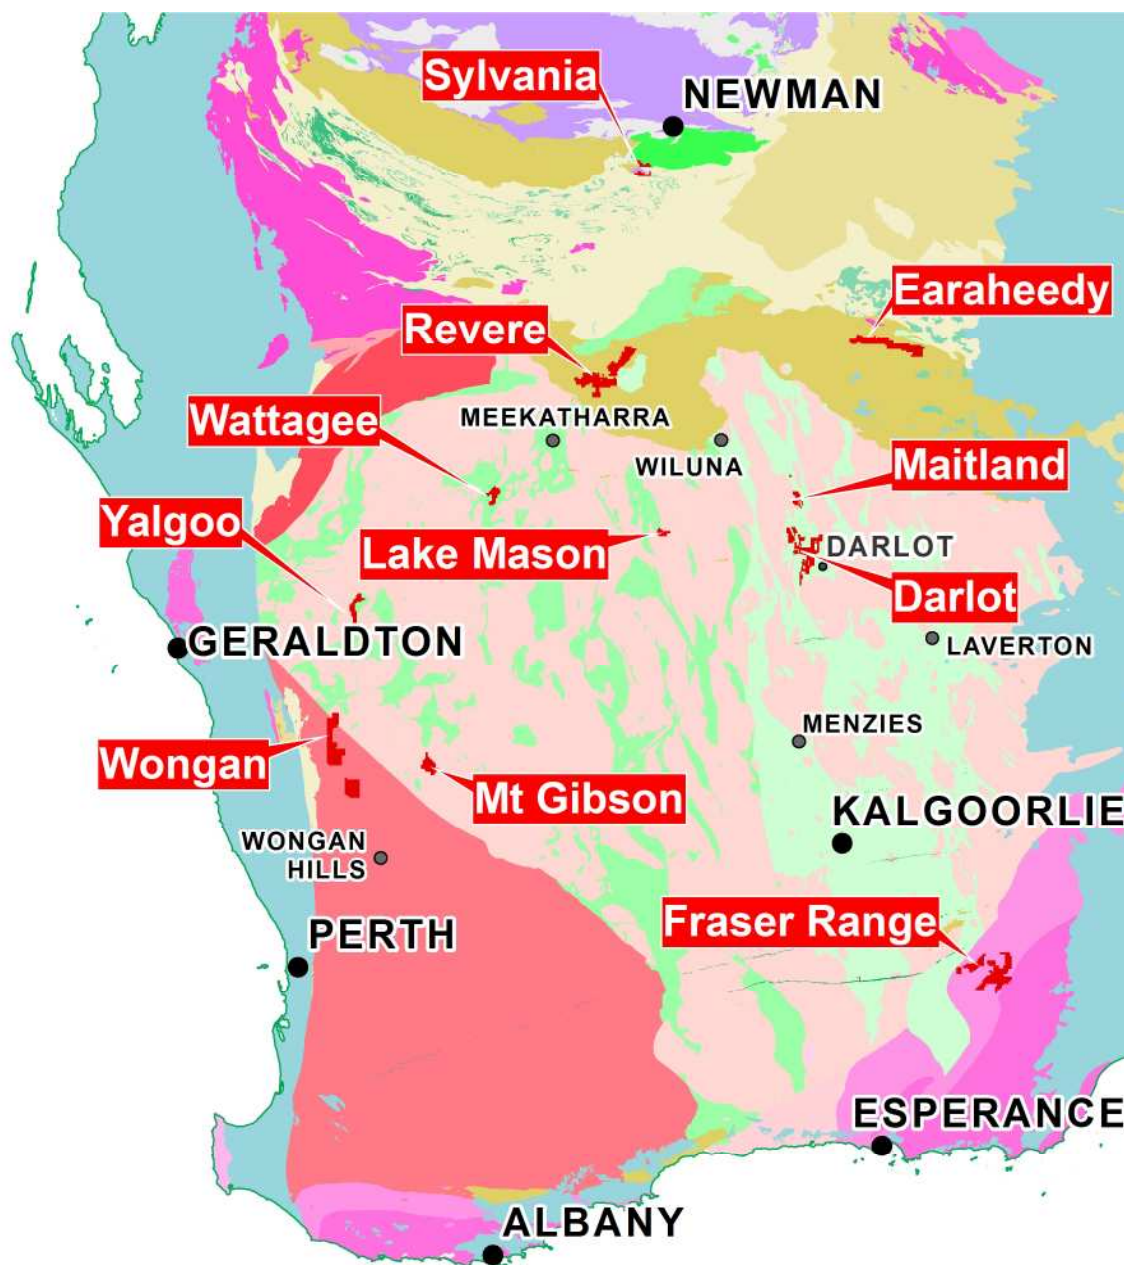 Sylvania
NEWMAN
Earaheedy
Revere
Wattagee
MEEKATHARRA
WILUNA
Maitland
Yalgoo
Lake Mason
DARLOT
Darlot
GERALDTON
LAVERTON
MENZIES
Wongan
Mt Gibson
KALGOORLIE
WONGAN
HILLS
Fraser Range
PERTH
ESPERANCE
ALBANY